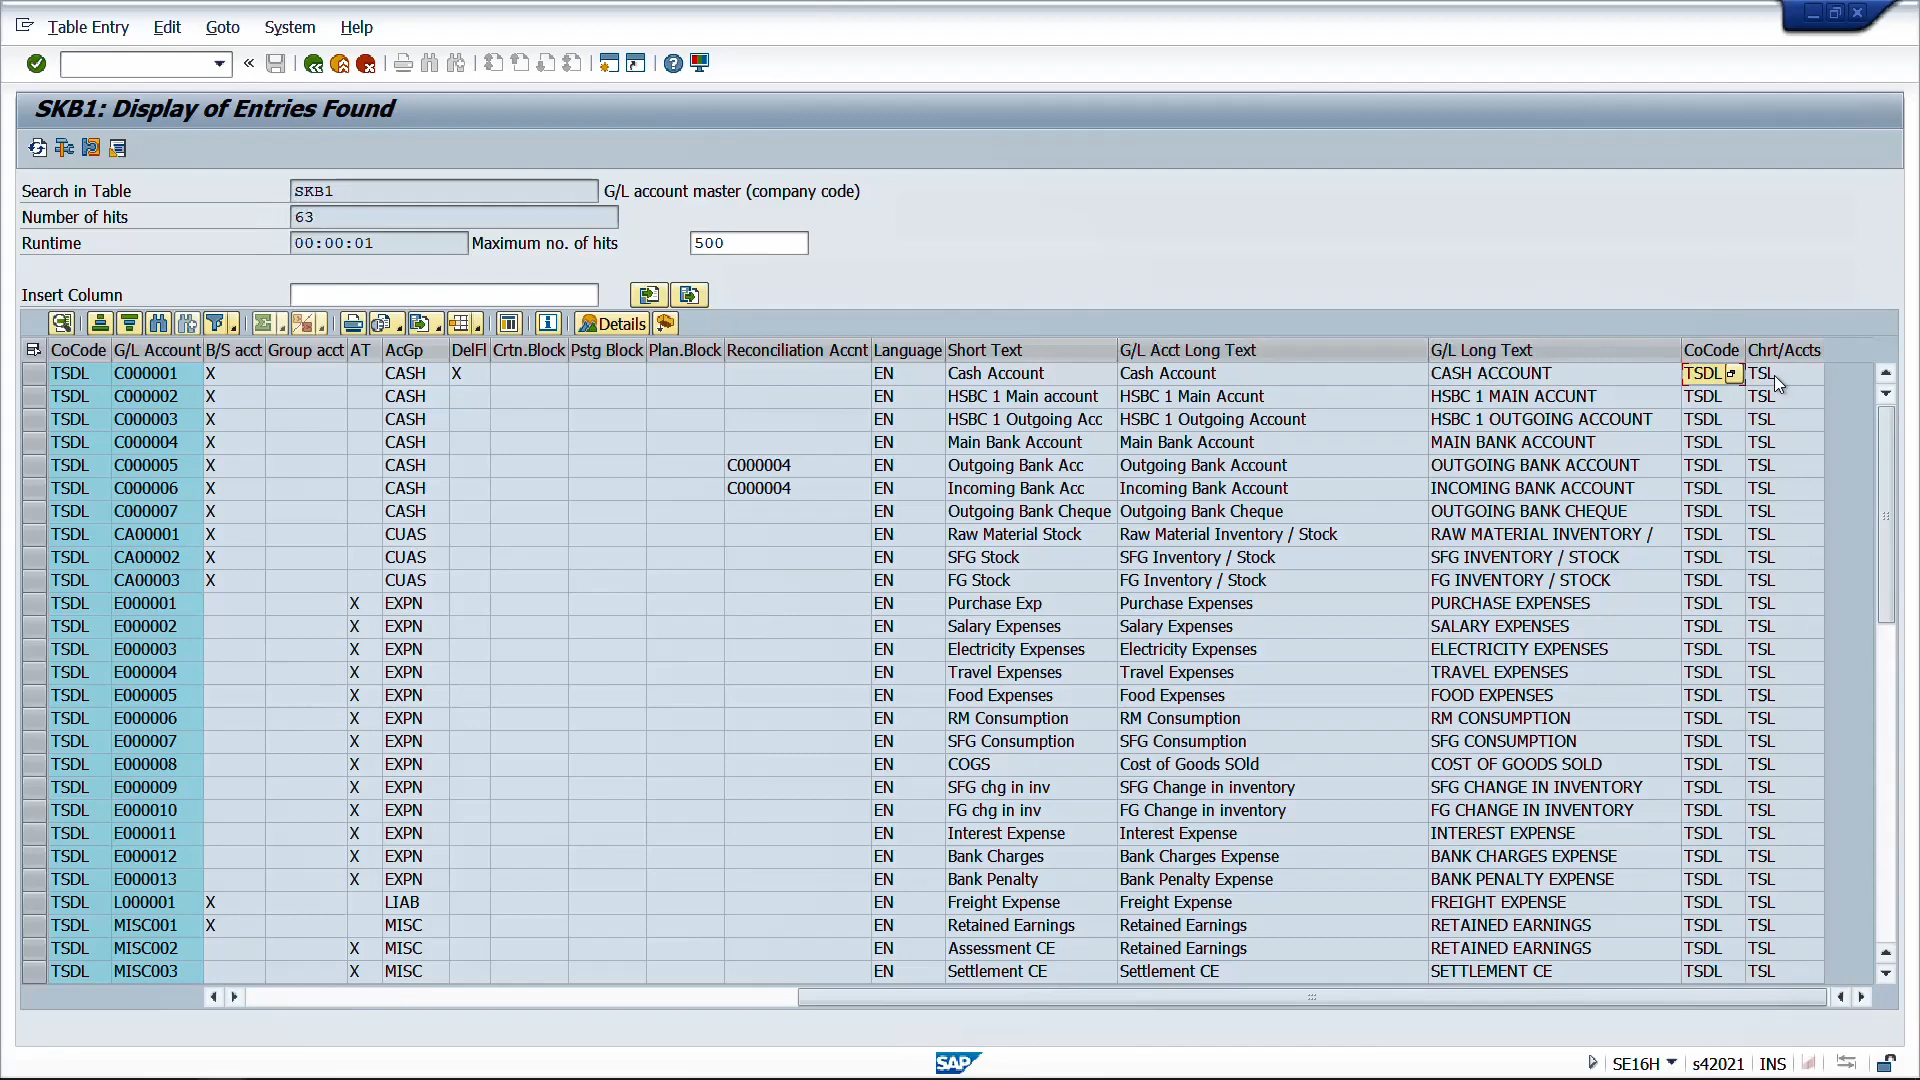 Table Entry Edit Goto System Help
SKB1: Display of Entries Found
Search in Table SKB1 G/L account master (company code)
Number of hits 63
Runtime 00:00:01 Maximum no. of hits 500
Insert Column
Details
CoCode G/L Account B/S acct Group acct AT AcGp DelFl Crtn.Block Pstg Block Plan.Block Reconciliation Accnt Language Short Text G/L Acct Long Text G/L Long Text CoCode Chrt/Accts
TSDL C000001 X CASH X EN Cash Account Cash Account CASH ACCOUNT TSDL TSL
TSDL C000002 X CASH EN HSBC 1 Main account HSBC 1 Main Accunt HSBC 1 MAIN ACCUNT TSDL TSL
TSDL C000003 X CASH EN HSBC 1 Outgoing Acc HSBC 1 Outgoing Account HSBC 1 OUTGOING ACCOUNT TSDL TSL
TSDL C000004 X CASH EN Main Bank Account Main Bank Account MAIN BANK ACCOUNT TSDL TSL
TSDL C000005 X CASH C000004 EN Outgoing Bank Acc Outgoing Bank Account OUTGOING BANK ACCOUNT TSDL TSL
TSDL C000006 X CASH C000004 EN Incoming Bank Acc Incoming Bank Account INCOMING BANK ACCOUNT TSDL TSL
TSDL C000007 X CASH EN Outgoing Bank Cheque Outgoing Bank Cheque OUTGOING BANK CHEQUE TSDL TSL
TSDL CA00001 X CUAS EN Raw Material Stock Raw Material Inventory / Stock RAW MATERIAL INVENTORY / TSDL TSL
TSDL CA00002 X CUAS EN SFG Stock SFG Inventory / Stock SFG INVENTORY / STOCK TSDL TSL
TSDL CA00003 X CUAS EN FG Stock FG Inventory / Stock FG INVENTORY / STOCK TSDL TSL
TSDL E000001 X EXPN EN Purchase Exp Purchase Expenses PURCHASE EXPENSES TSDL TSL
TSDL E000002 X EXPN EN Salary Expenses Salary Expenses SALARY EXPENSES TSDL TSL
TSDL E000003 X EXPN EN Electricity Expenses Electricity Expenses ELECTRICITY EXPENSES TSDL TSL
TSDL E000004 X EXPN EN Travel Expenses Travel Expenses TRAVEL EXPENSES TSDL TSL
TSDL E000005 X EXPN EN Food Expenses Food Expenses FOOD EXPENSES TSDL TSL
TSDL E000006 X EXPN EN RM Consumption RM Consumption RM CONSUMPTION TSDL TSL
TSDL E000007 X EXPN EN SFG Consumption SFG Consumption SFG CONSUMPTION TSDL TSL
TSDL E000008 X EXPN EN COGS Cost of Goods SOld COST OF GOODS SOLD TSDL TSL
TSDL E000009 X EXPN EN SFG chg in inv SFG Change in inventory SFG CHANGE IN INVENTORY TSDL TSL
TSDL E000010 X EXPN EN FG chg in inv FG Change in inventory FG CHANGE IN INVENTORY TSDL TSL
TSDL E000011 X EXPN EN Interest Expense Interest Expense INTEREST EXPENSE TSDL TSL
TSDL E000012 X EXPN EN Bank Charges Bank Charges Expense BANK CHARGES EXPENSE TSDL TSL
TSDL E000013 X EXPN EN Bank Penalty Bank Penalty Expense BANK PENALTY EXPENSE TSDL TSL
TSDL L000001 X LIAB EN Freight Expense Freight Expense FREIGHT EXPENSE TSDL TSL
TSDL MISC001 X MISC EN Retained Earnings Retained Earnings RETAINED EARNINGS TSDL TSL
TSDL MISC002 X MISC EN Assessment CE Retained Earnings RETAINED EARNINGS TSDL TSL
TSDL MISC003 X MISC EN Settlement CE Settlement CE SETTLEMENT CE TSDL TSL
SAP SE16H s42021 INS